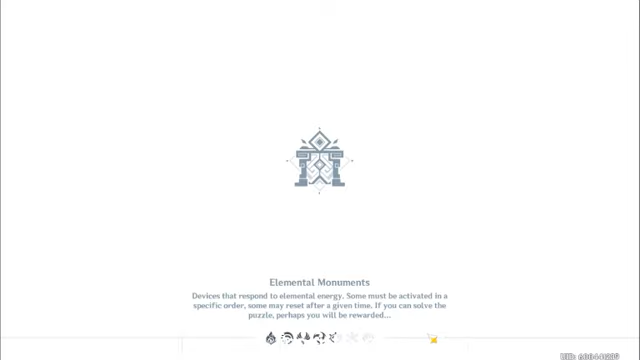 Elemental Monuments
Devices that respond to elemental energy. Some must be activated in a
specific order, some may reset after a given time. If you can solve the
puzzle, perhaps you will be rewarded...